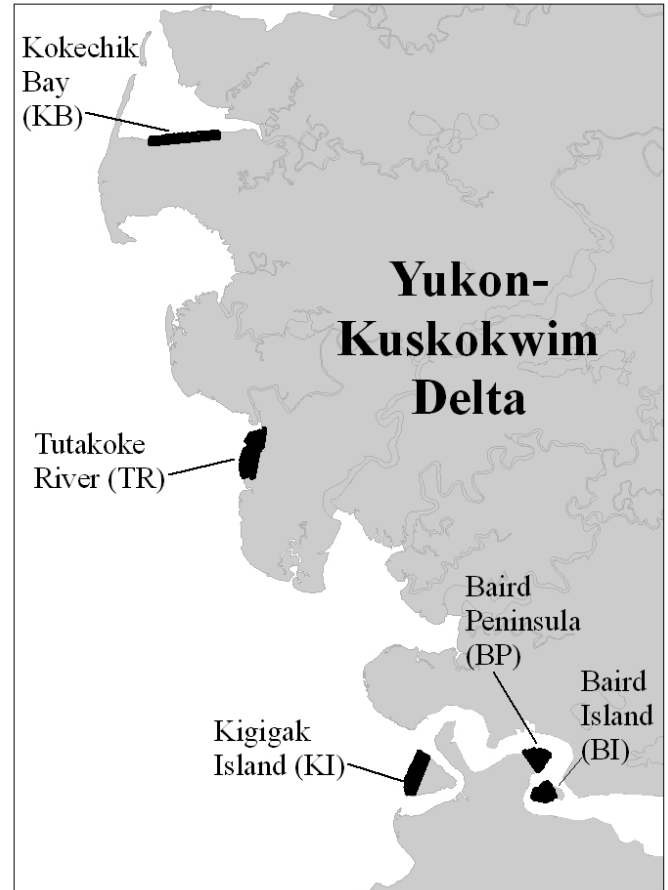 Kokechik
Bay
(KB)
Yukon-
Kuskokwim
Delta
Tutakoke
River (TR)
Baird
Peninsula
(BP)
Baird
Island
(BI)
Kigigak
Island (KI)